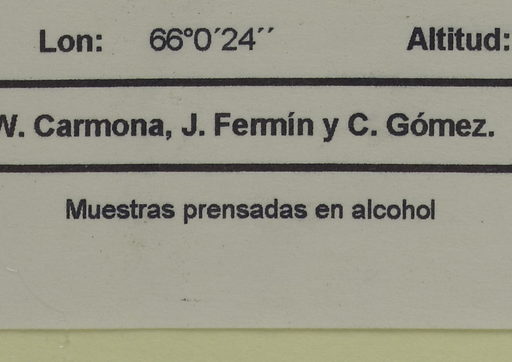 Lon: 66°0´24´´ Altitud:
W. Carmona, J. Fermín y C. Gómez.
Muestras prensadas en alcohol